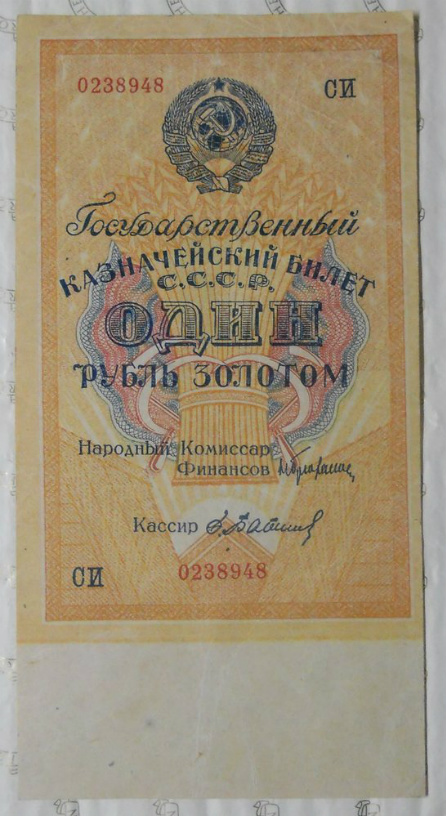 0238948
СИ
Государственный
КАЗНАЧЕЙСКИЙ БИЛЕТ
С.С.С.Р.
ОДИН
РУБЛЬ ЗОЛОТОМ
Народный Комиссар
Финансов
Кассир
СИ
0238948